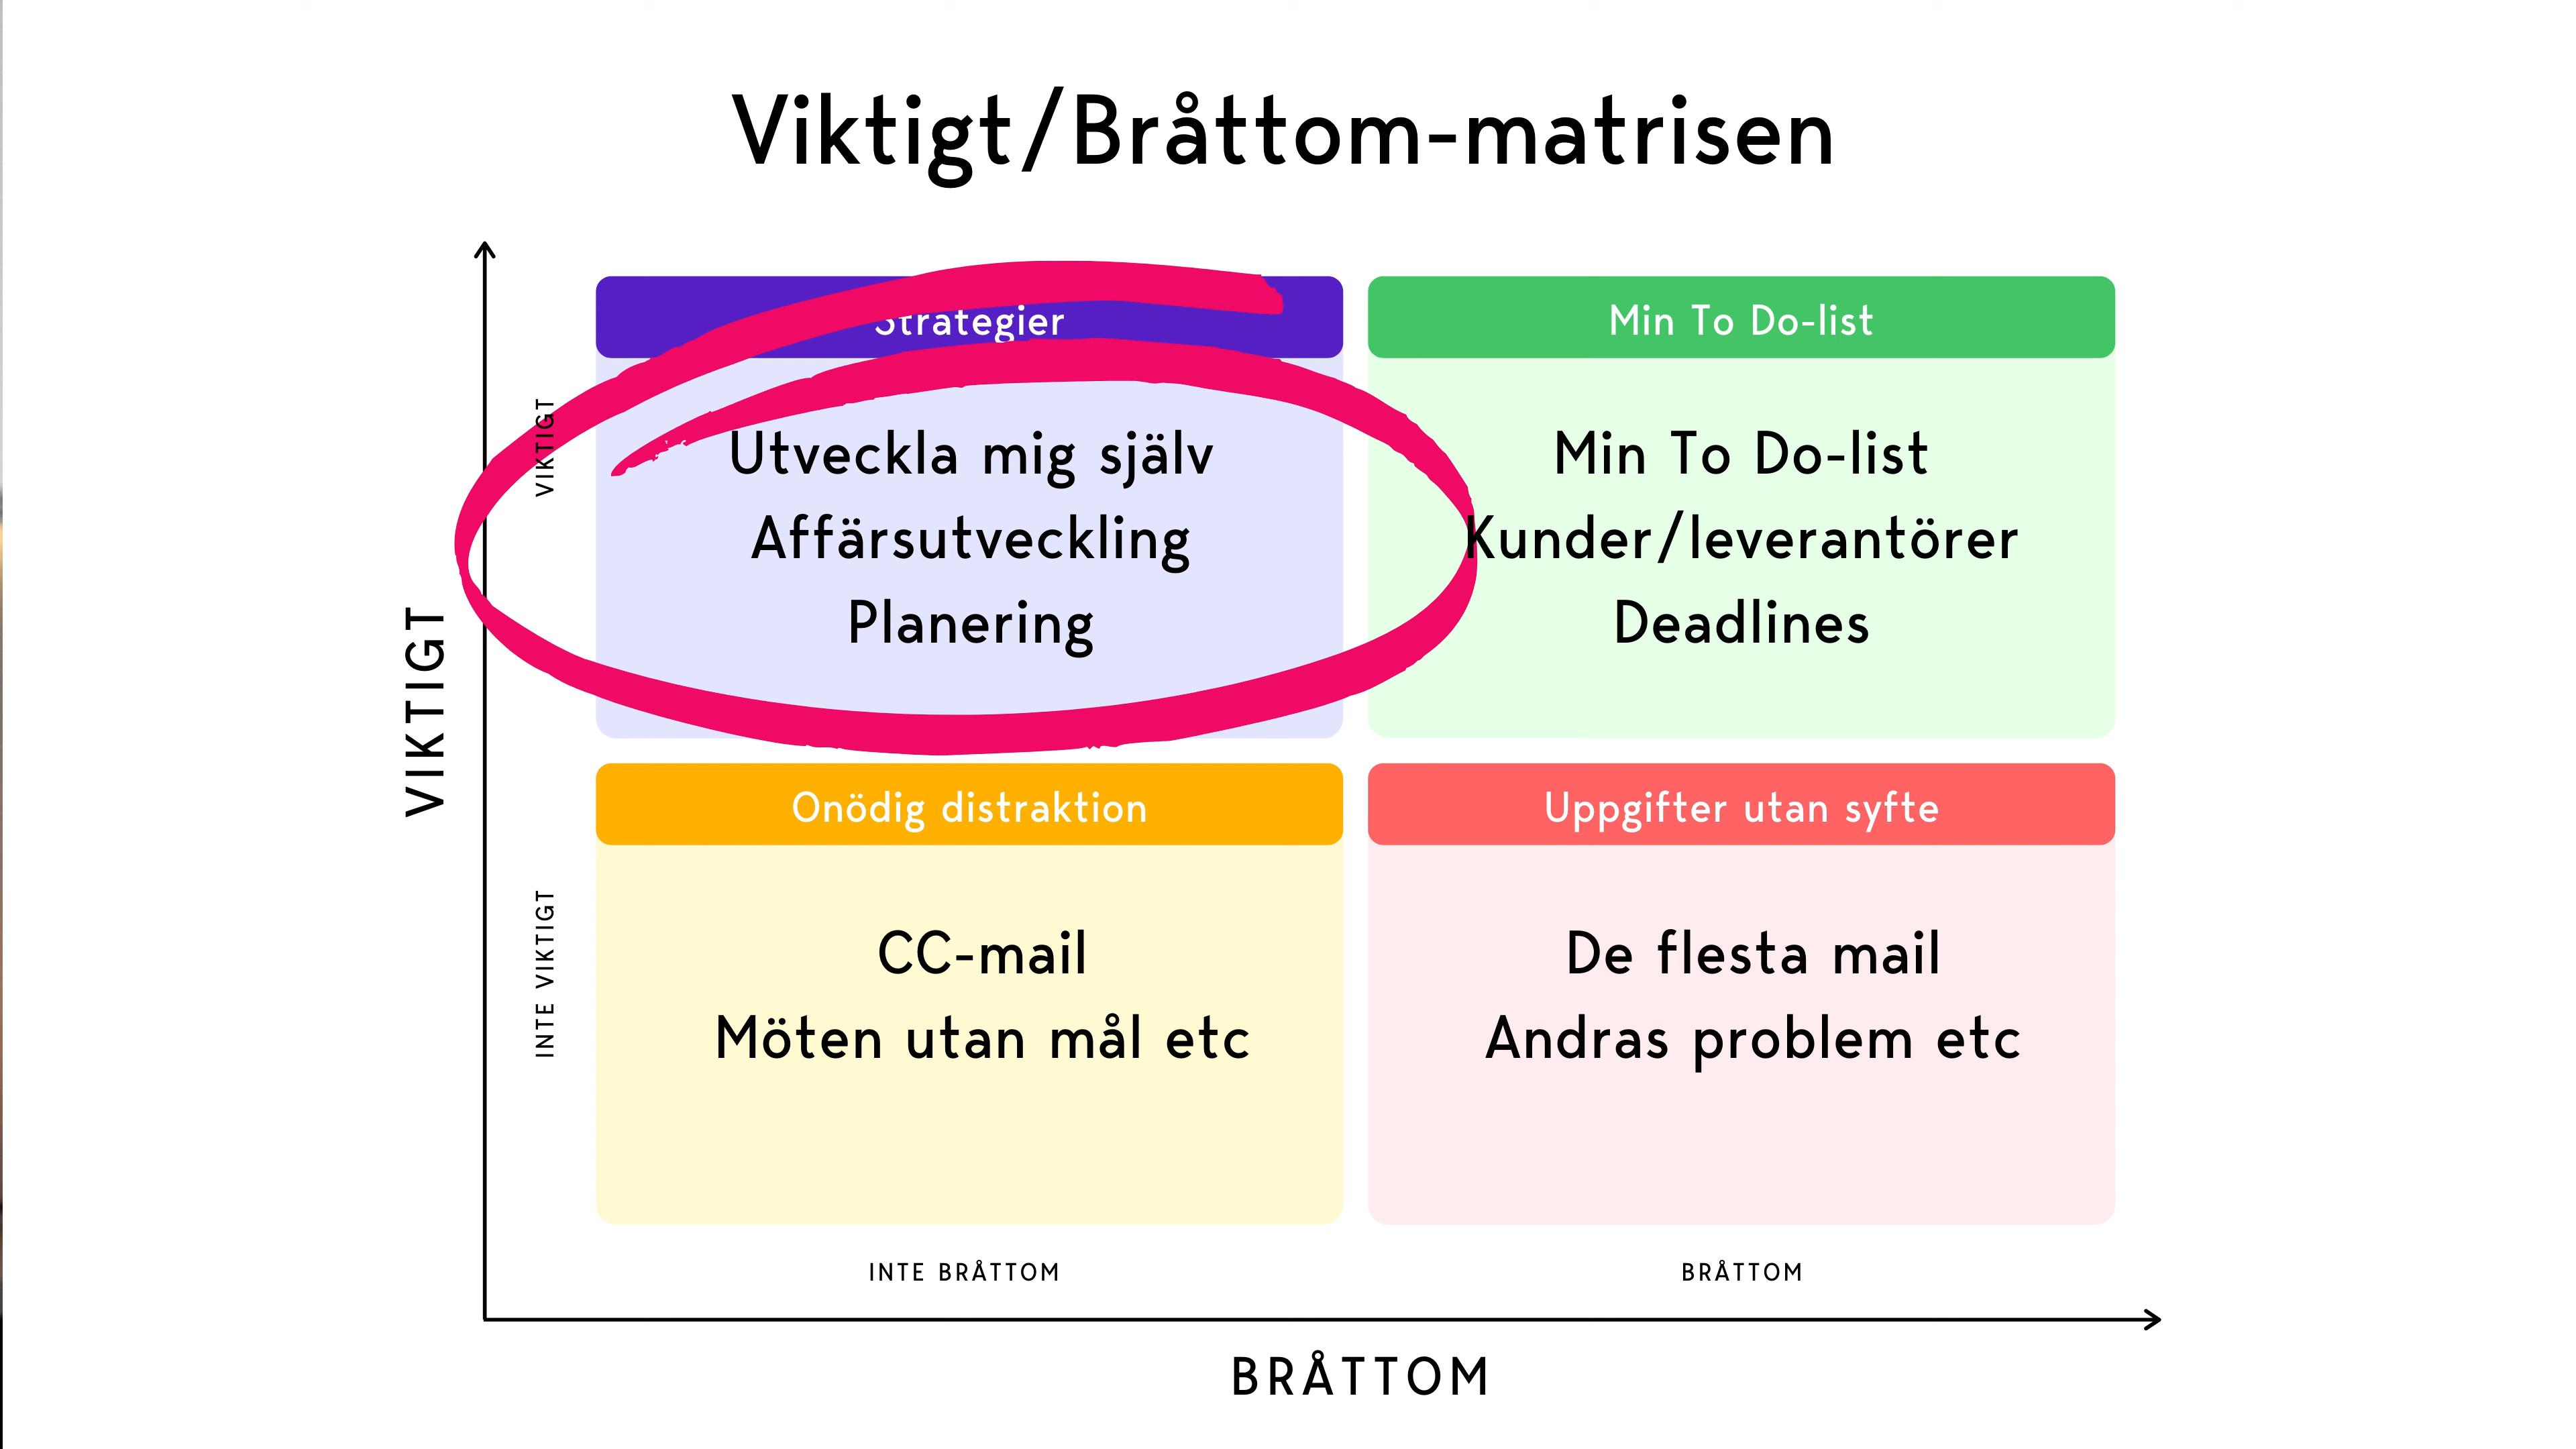 Viktigt/Bråttom-matrisen
Strategier
Utveckla mig själv
Affärsutveckling
Planering
Min To Do-list
Min To Do-list
Kunder/leverantörer
Deadlines
Onödig distraktion
CC-mail
Möten utan mål etc
Uppgifter utan syfte
De flesta mail
Andras problem etc
VIKTIGT
VIKTIGT
INTE VIKTIGT
INTE BRÅTTOM
BRÅTTOM
BRÅTTOM